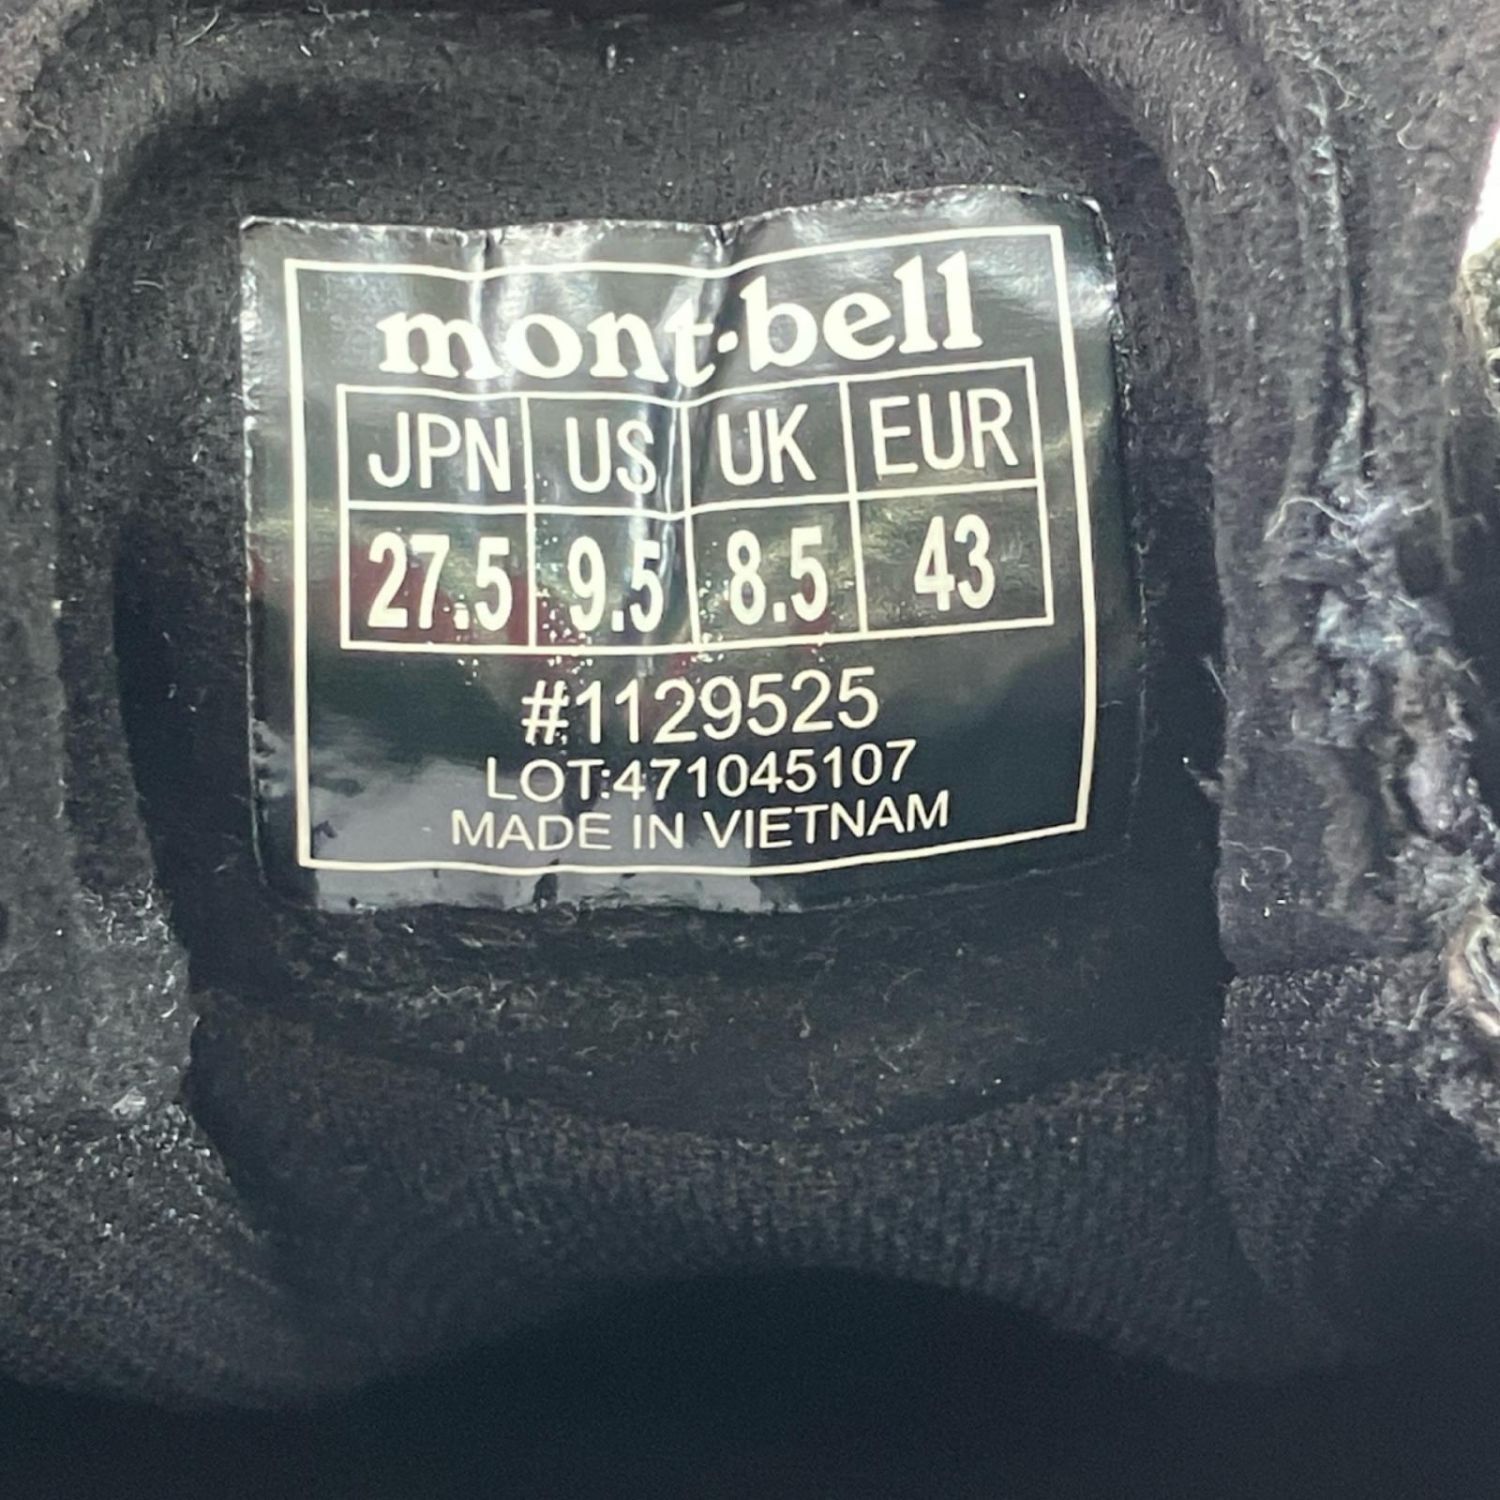 mont-bell
JPN US UK EUR
27.5 9.5 8.5 43
#1129525
LOT:471045107
MADE IN VIETNAM